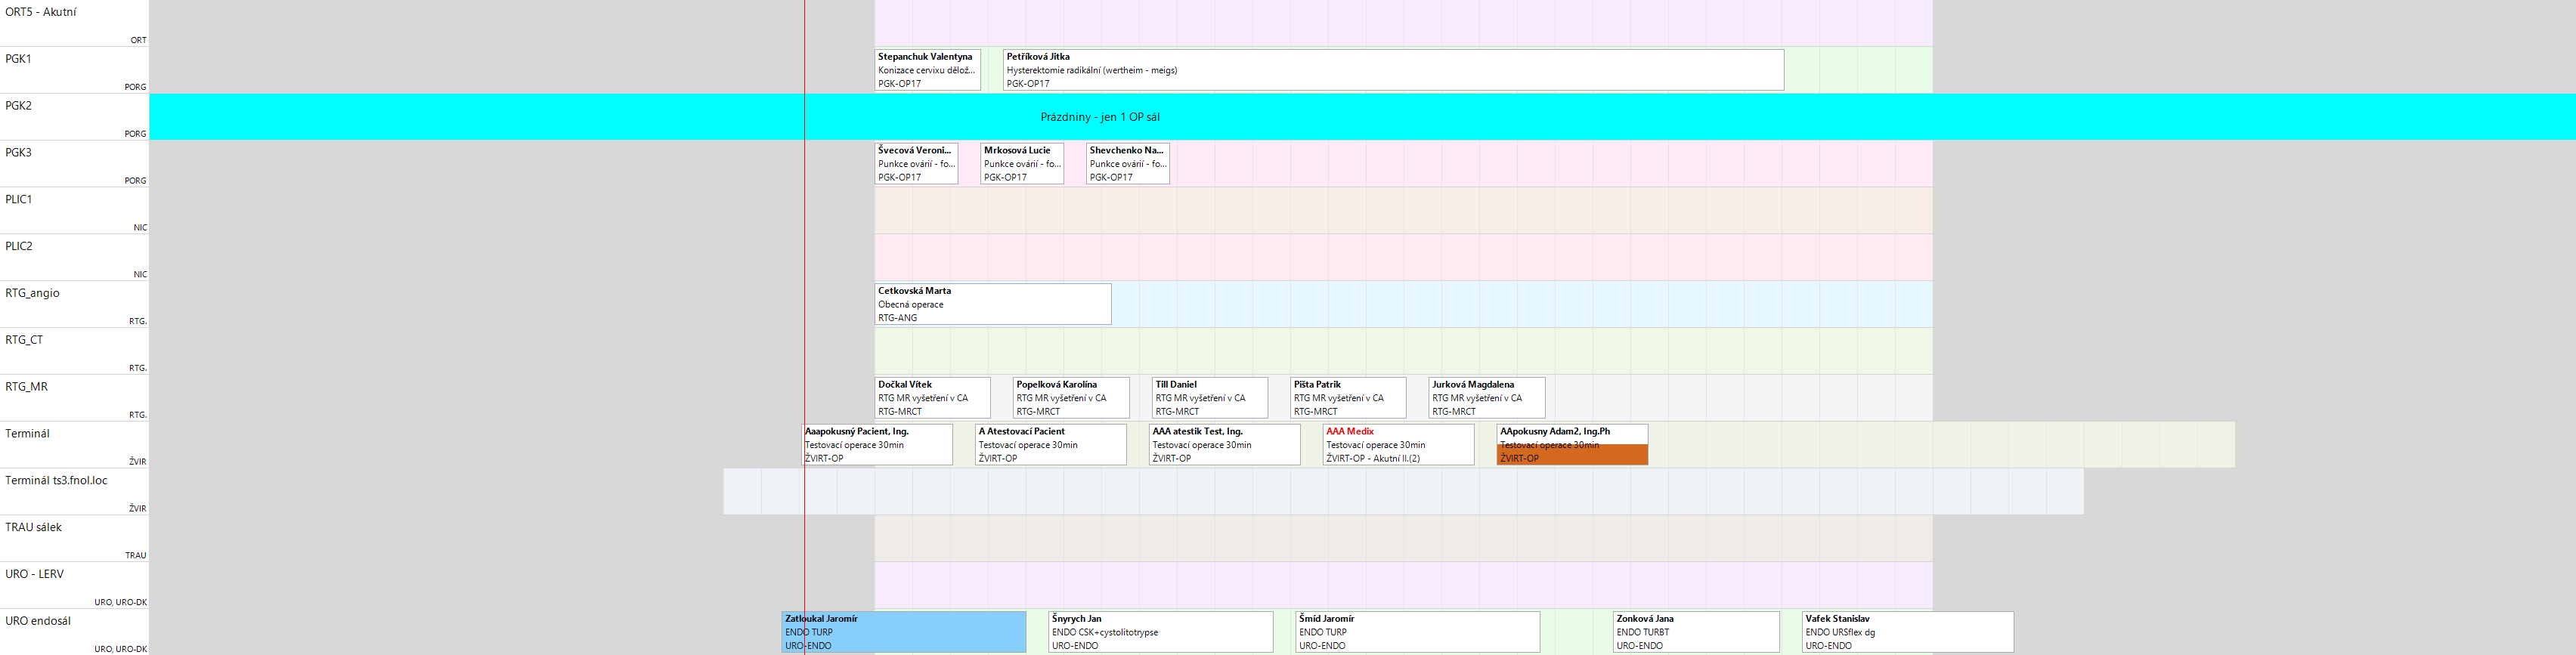 ORT5 - Akutní
ORT
PGK1
PORG
Stepanchuk Valentyna
Konizace cervixu dělož...
PGK-OP17
Petříková Jitka
Hysterektomie radikální (wertheim - meigs)
PGK-OP17
PGK2
PORG
Prázdniny - jen 1 OP sál
PGK3
PORG
Švecová Veroni...
Punkce ovárií - fo...
PGK-OP17
Mrkosová Lucie
Punkce ovárií - fo...
PGK-OP17
Shevchenko Na...
Punkce ovárií - fo...
PGK-OP17
PLIC1
NIC
PLIC2
NIC
RTG_angio
RTG.
Cetkovská Marta
Obecná operace
RTG-ANG
RTG_CT
RTG.
RTG_MR
RTG.
Dočkal Vítek
RTG MR vyšetření v CA
RTG-MRCT
Popelková Karolína
RTG MR vyšetření v CA
RTG-MRCT
Till Daniel
RTG MR vyšetření v CA
RTG-MRCT
Pišta Patrik
RTG MR vyšetření v CA
RTG-MRCT
Jurková Magdalena
RTG MR vyšetření v CA
RTG-MRCT
Terminál
ŽVIR
Aaapokusný Pacient, Ing.
Testovací operace 30min
ŽVIRT-OP
A Atestovací Pacient
Testovací operace 30min
ŽVIRT-OP
AAA atestik Test, Ing.
Testovací operace 30min
ŽVIRT-OP
AAA Medix
Testovací operace 30min
ŽVIRT-OP - Akutní II.(2)
AApokusny Adam2, Ing.Ph
Testovací operace 30min
ŽVIRT-OP
Terminál ts3.fnol.loc
ŽVIR
TRAU sálek
TRAU
URO - LERV
URO, URO-DK
URO endosál
URO, URO-DK
Zatloukal Jaromír
ENDO TURP
URO-ENDO
Šnyrych Jan
ENDO CSK+cystolitotrypse
URO-ENDO
Šmíd Jaromír
ENDO TURP
URO-ENDO
Zonková Jana
ENDO TURBT
URO-ENDO
Vafek Stanislav
ENDO URSflex dg
URO-ENDO